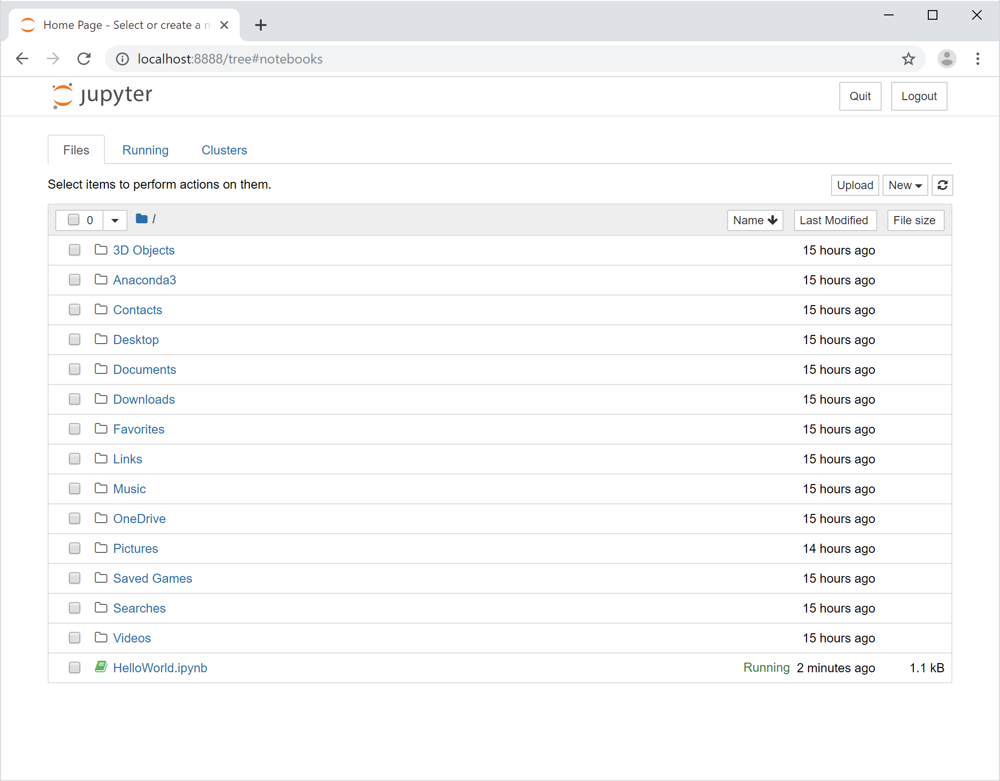 Home Page - Select or create a n
localhost:8888/tree#notebooks
jupyter
Quit Logout
Files Running Clusters
Select items to perform actions on them.
Upload New
0 / Name Last Modified File size
3D Objects 15 hours ago
Anaconda3 15 hours ago
Contacts 15 hours ago
Desktop 15 hours ago
Documents 15 hours ago
Downloads 15 hours ago
Favorites 15 hours ago
Links 15 hours ago
Music 15 hours ago
OneDrive 15 hours ago
Pictures 14 hours ago
Saved Games 15 hours ago
Searches 15 hours ago
Videos 15 hours ago
HelloWorld.ipynb Running 2 minutes ago 1.1 kB